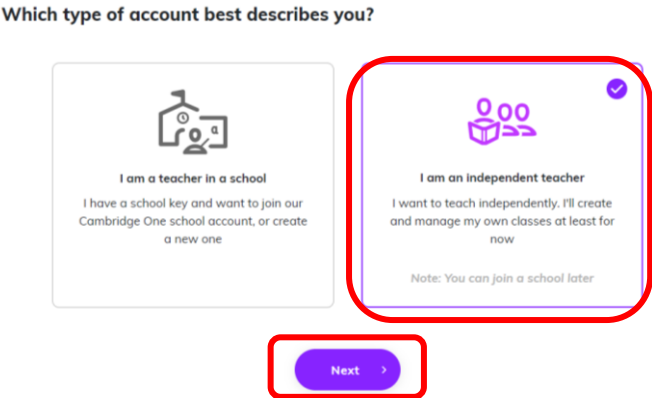 Which type of account best describes you?
I am a teacher in a school
I have a school key and want to join our
Cambridge One school account, or create
a new one
I am an independent teacher
I want to teach independently. I'll create
and manage my own classes at least for
now
Note: You can join a school later
Next